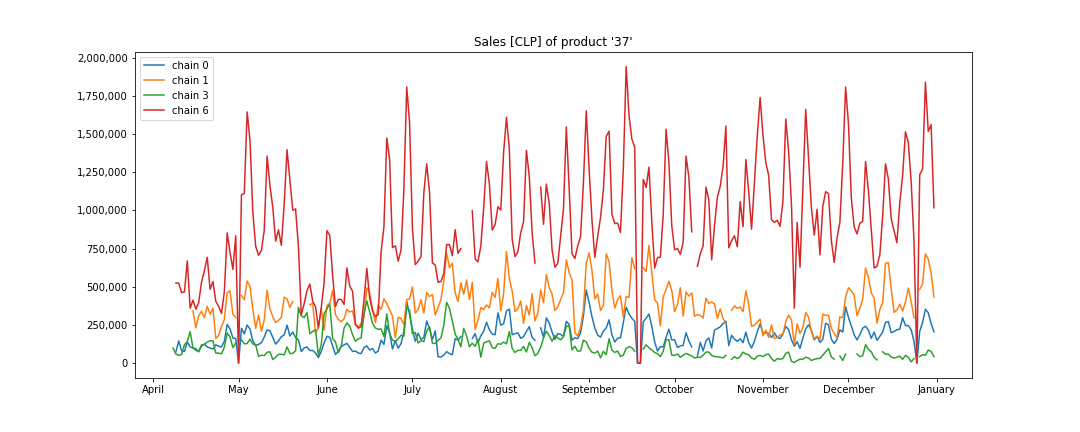 Sales [CLP] of product '37'
2,000,000
1,750,000
1,500,000
1,250,000
1,000,000
750,000
500,000
250,000
0
chain 0
chain 1
chain 3
chain 6
April May June July August September October November December January